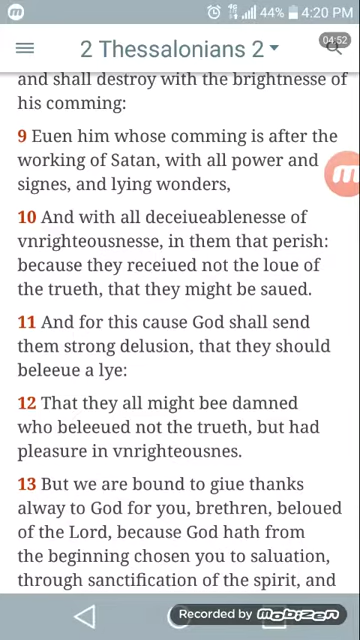 44% 4:20 PM
2 Thessalonians 2
04:52
and shall destroy with the brightnesse of
his comming:
9 Euen him whose comming is after the
working of Satan, with all power and
signes, and lying wonders,
10 And with all deceiueablenesse of
vnrighteousnesse, in them that perish:
because they receiued not the loue of
the trueth, that they might be saued.
11 And for this cause God shall send
them strong delusion, that they should
beleeue a lye:
12 That they all might bee damned
who beleeued not the trueth, but had
pleasure in vnrighteousnes.
13 But we are bound to giue thanks
alway to God for you, brethren, beloued
of the Lord, because God hath from
the beginning chosen you to saluation,
through sanctification of the spirit, and
Recorded by mobizen